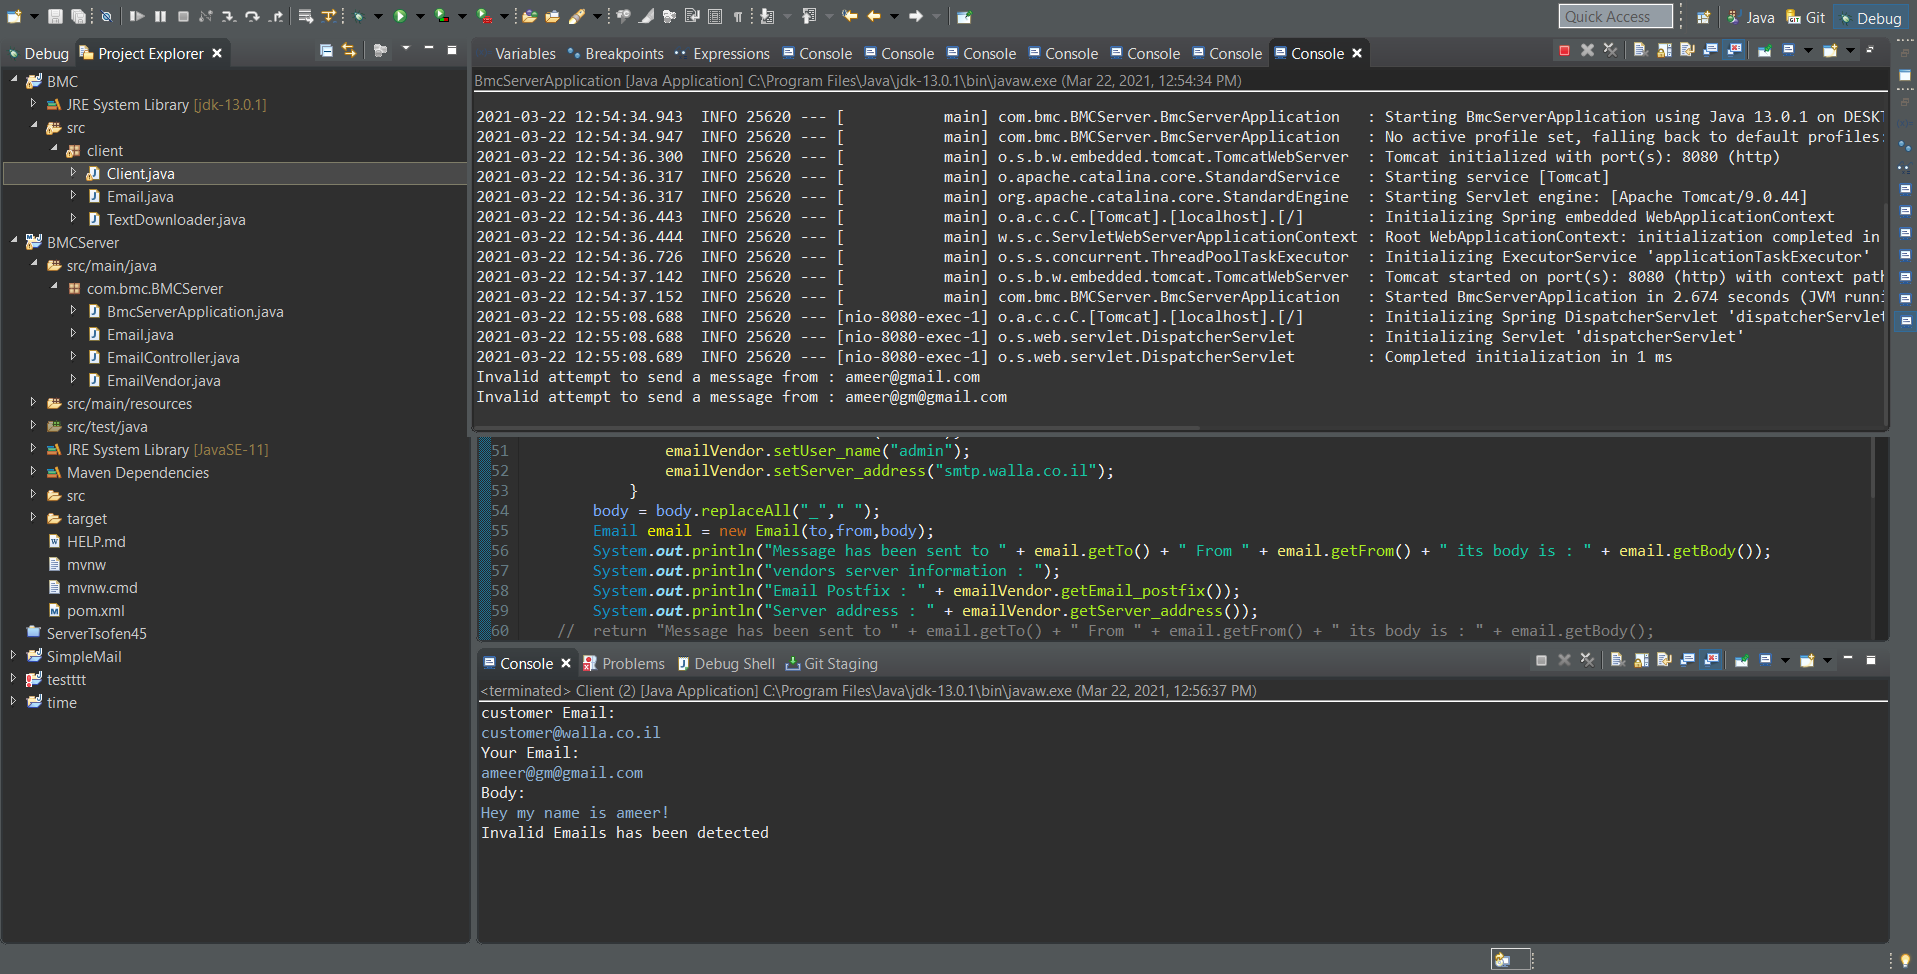 Quick Access
Java
Git
Debug
Debug
Project Explorer
BMC
JRE System Library [jdk-13.0.1]
src
client
Client.java
Email.java
TextDownloader.java
BMCServer
src/main/java
com.bmc.BMCServer
BmcServerApplication.java
Email.java
EmailController.java
EmailVendor.java
src/main/resources
src/test/java
JRE System Library [JavaSE-11]
Maven Dependencies
src
target
HELP.md
mvnw
mvnw.cmd
pom.xml
ServerTsofen45
SimpleMail
testttt
time
Variables Breakpoints Expressions Console Console Console Console Console Console Console
BmcServerApplication [Java Application] C:\Program Files\Java\jdk-13.0.1\bin\javaw.exe (Mar 22, 2021, 12:54:34 PM)
2021-03-22 12:54:34.943  INFO 25620 --- [           main] com.bmc.BMCServer.BmcServerApplication   : Starting BmcServerApplication using Java 13.0.1 on DESKT
2021-03-22 12:54:34.947  INFO 25620 --- [           main] com.bmc.BMCServer.BmcServerApplication   : No active profile set, falling back to default profiles:
2021-03-22 12:54:36.300  INFO 25620 --- [           main] o.s.b.w.embedded.tomcat.TomcatWebServer  : Tomcat initialized with port(s): 8080 (http)
2021-03-22 12:54:36.317  INFO 25620 --- [           main] o.apache.catalina.core.StandardService   : Starting service [Tomcat]
2021-03-22 12:54:36.317  INFO 25620 --- [           main] org.apache.catalina.core.StandardEngine  : Starting Servlet engine: [Apache Tomcat/9.0.44]
2021-03-22 12:54:36.443  INFO 25620 --- [           main] o.a.c.c.C.[Tomcat].[localhost].[/]       : Initializing Spring embedded WebApplicationContext
2021-03-22 12:54:36.444  INFO 25620 --- [           main] w.s.c.ServletWebServerApplicationContext : Root WebApplicationContext: initialization completed in
2021-03-22 12:54:36.726  INFO 25620 --- [           main] o.s.s.concurrent.ThreadPoolTaskExecutor  : Initializing ExecutorService 'applicationTaskExecutor'
2021-03-22 12:54:37.142  INFO 25620 --- [           main] o.s.b.w.embedded.tomcat.TomcatWebServer  : Tomcat started on port(s): 8080 (http) with context path
2021-03-22 12:54:37.152  INFO 25620 --- [           main] com.bmc.BMCServer.BmcServerApplication   : Started BmcServerApplication in 2.674 seconds (JVM runni
2021-03-22 12:55:08.688  INFO 25620 --- [nio-8080-exec-1] o.a.c.c.C.[Tomcat].[localhost].[/]       : Initializing Spring DispatcherServlet 'dispatcherServlet
2021-03-22 12:55:08.688  INFO 25620 --- [nio-8080-exec-1] o.s.web.servlet.DispatcherServlet        : Initializing Servlet 'dispatcherServlet'
2021-03-22 12:55:08.689  INFO 25620 --- [nio-8080-exec-1] o.s.web.servlet.DispatcherServlet        : Completed initialization in 1 ms
Invalid attempt to send a message from : ameer@gmail.com
Invalid attempt to send a message from : ameer@gm@gmail.com
51 emailVendor.setUser_name("admin");
52 emailVendor.setServer_address("smtp.walla.co.il");
53 }
54 body = body.replaceAll("_"," ");
55 Email email = new Email(to,from,body);
56 System.out.println("Message has been sent to " + email.getTo() + " From " + email.getFrom() + " its body is : " + email.getBody());
57 System.out.println("vendors server information : ");
58 System.out.println("Email Postfix : " + emailVendor.getEmail_postfix());
59 System.out.println("Server address : " + emailVendor.getServer_address());
60 // return "Message has been sent to " + email.getTo() + " From " + email.getFrom() + " its body is : " + email.getBody();
Console Problems Debug Shell Git Staging
<terminated> Client (2) [Java Application] C:\Program Files\Java\jdk-13.0.1\bin\javaw.exe (Mar 22, 2021, 12:56:37 PM)
customer Email:
customer@walla.co.il
Your Email:
ameer@gm@gmail.com
Body:
Hey my name is ameer!
Invalid Emails has been detected